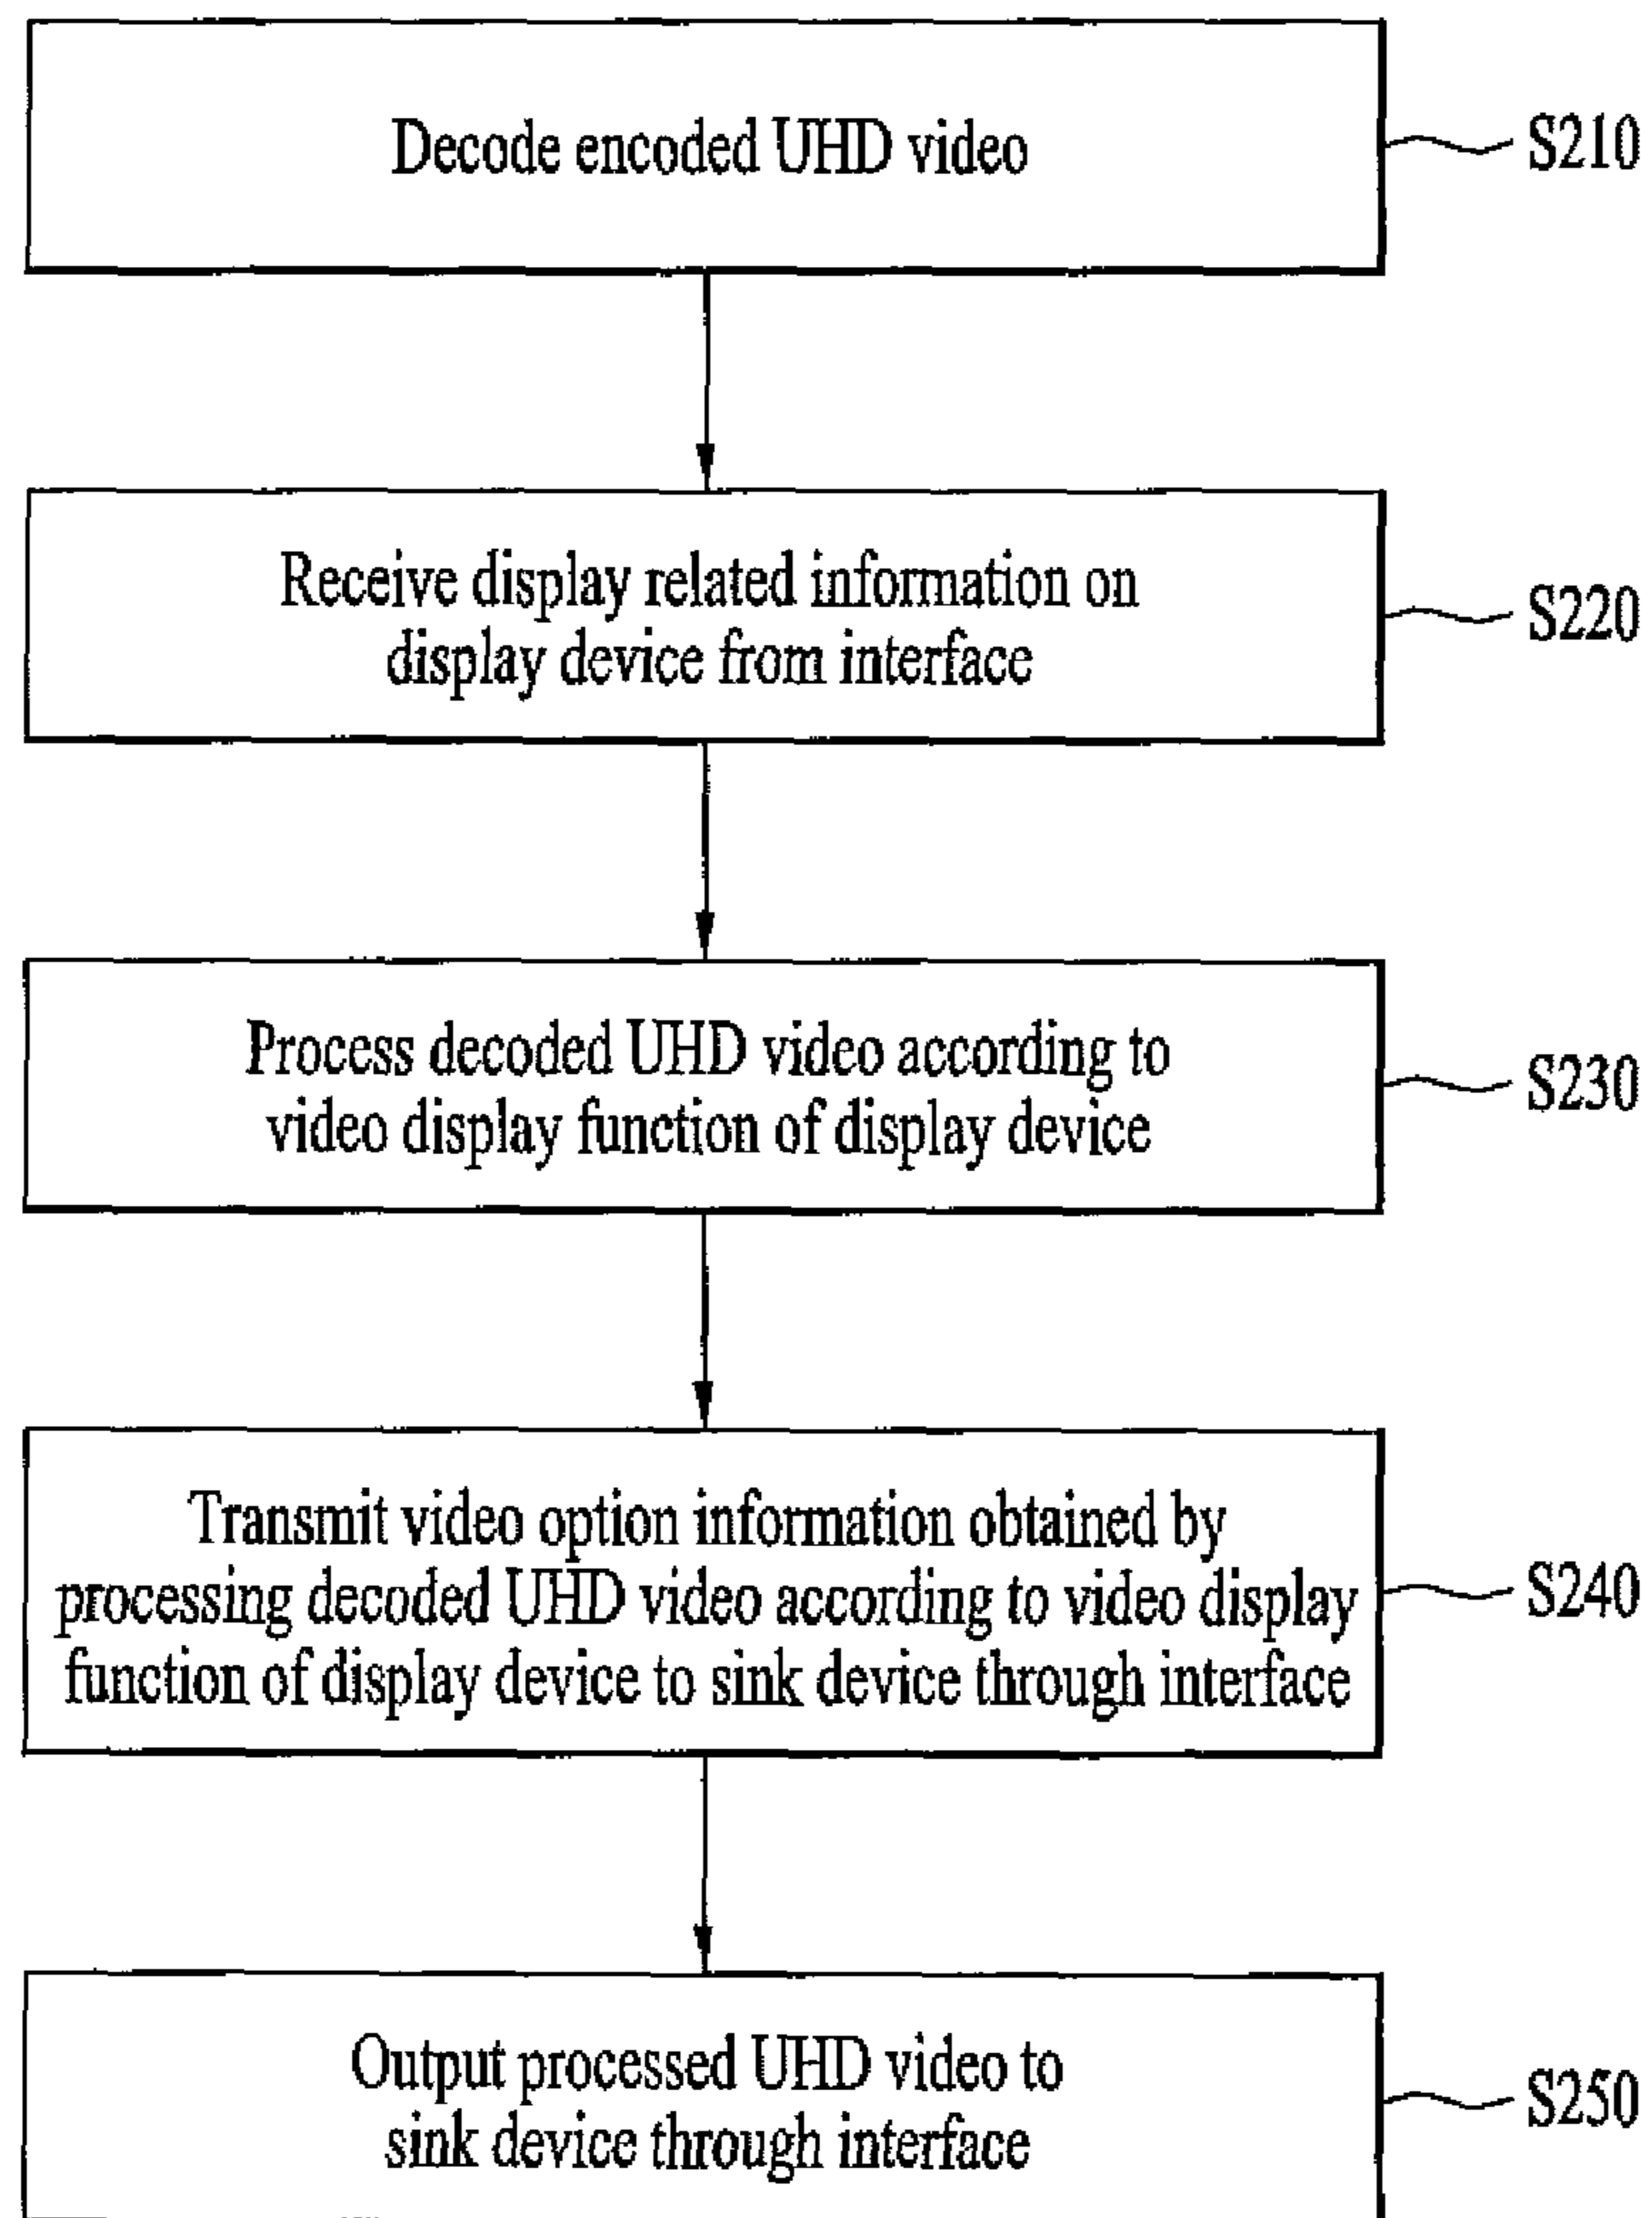 Decode encoded UHD video
S210
Receive display related information on
display device from interface
S220
Process decoded UHD video according to
video display function of display device
S230
Transmit video option information obtained by
processing decoded UHD video according to video display
function of display device to sink device through interface
S240
Output processed UHD video to
sink device through interface
S250